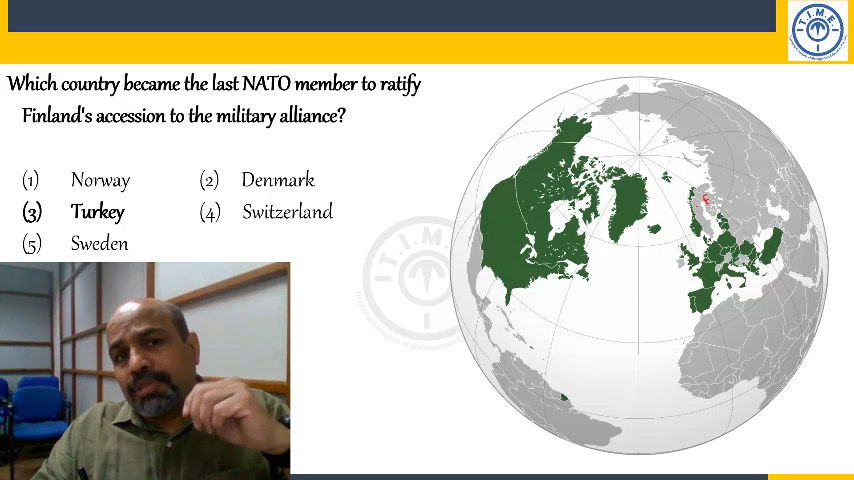 Which country became the last NATO member to ratify
Finland's accession to the military alliance?
(1) Norway (2) Denmark
(3) Turkey (4) Switzerland
(5) Sweden
T.I.M.E.
T.I.M.E.